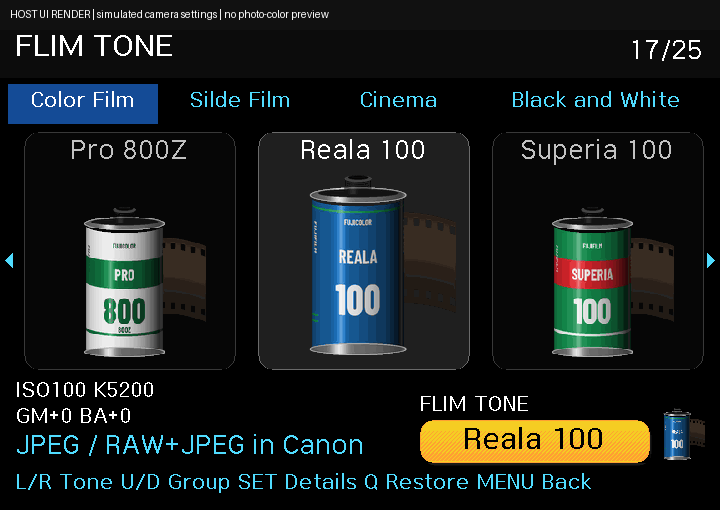 HOST UI RENDER | simulated camera settings | no photo-color preview
FLIM TONE
17/25
Color Film
Silde Film
Cinema
Black and White
Pro 800Z
Reala 100
Superia 100
FUJICOLOR
PRO
800
800Z
FUJICOLOR
FUJIFILM
REALA
100
FUJIFILM
SUPERIA
100
ISO100 K5200
GM+0 BA+0
JPEG / RAW+JPEG in Canon
FLIM TONE
Reala 100
REALA
100
L/R Tone U/D Group SET Details Q Restore MENU Back